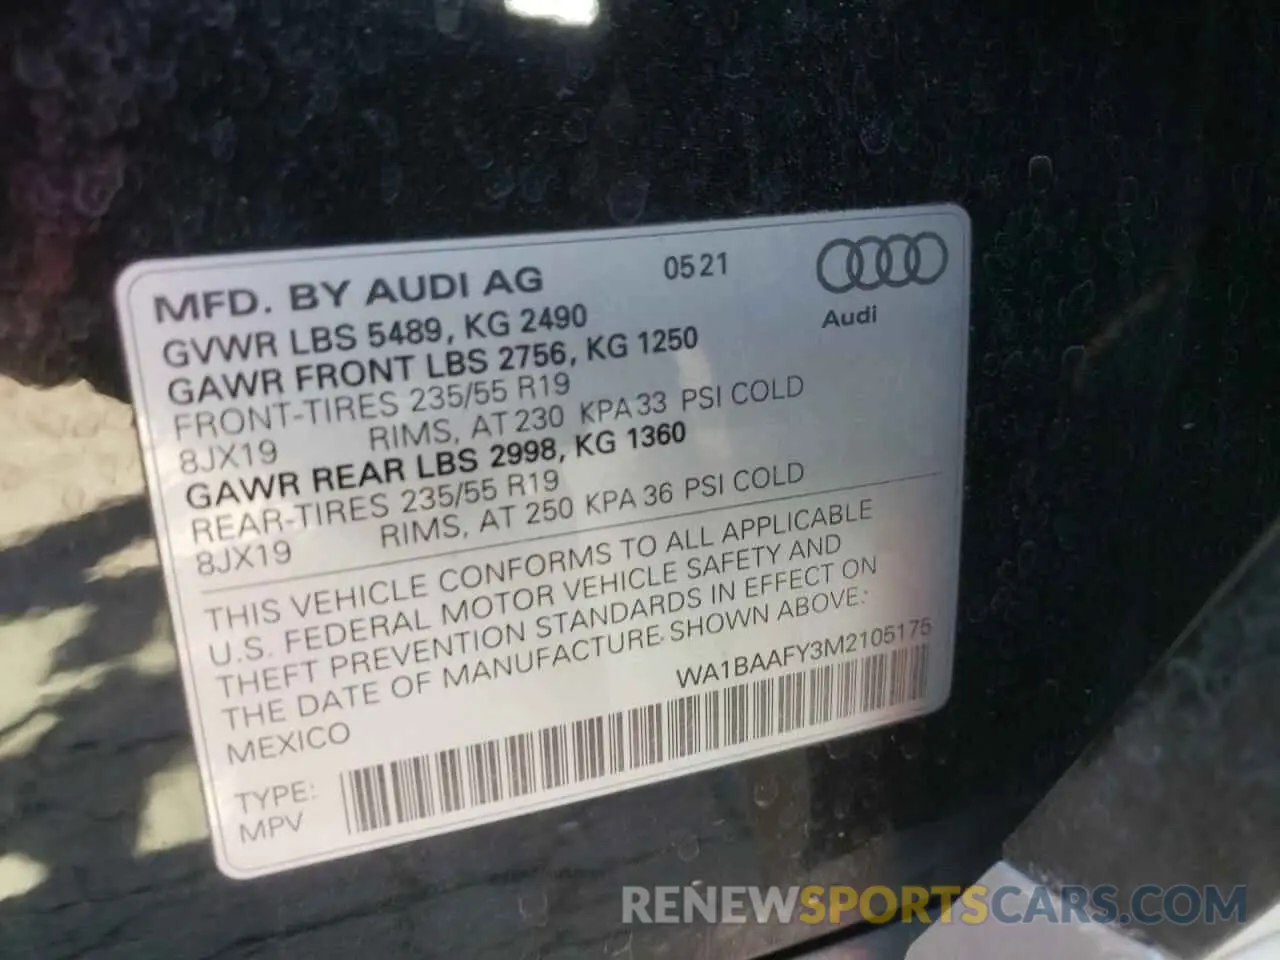 MFD. BY AUDI AG 0521
Audi
GVWR LBS 5489, KG 2490
GAWR FRONT LBS 2756, KG 1250
FRONT-TIRES 235/55 R19
8JX19 RIMS, AT 230 KPA 33 PSI COLD
GAWR REAR LBS 2998, KG 1360
REAR-TIRES 235/55 R19
8JX19 RIMS, AT 250 KPA 36 PSI COLD
THIS VEHICLE CONFORMS TO ALL APPLICABLE
U.S. FEDERAL MOTOR VEHICLE SAFETY AND
THEFT PREVENTION STANDARDS IN EFFECT ON
THE DATE OF MANUFACTURE SHOWN ABOVE:
MEXICO WA1BAAFY3M2105175
TYPE:
MPV
RENEWSPORTSCARS.COM